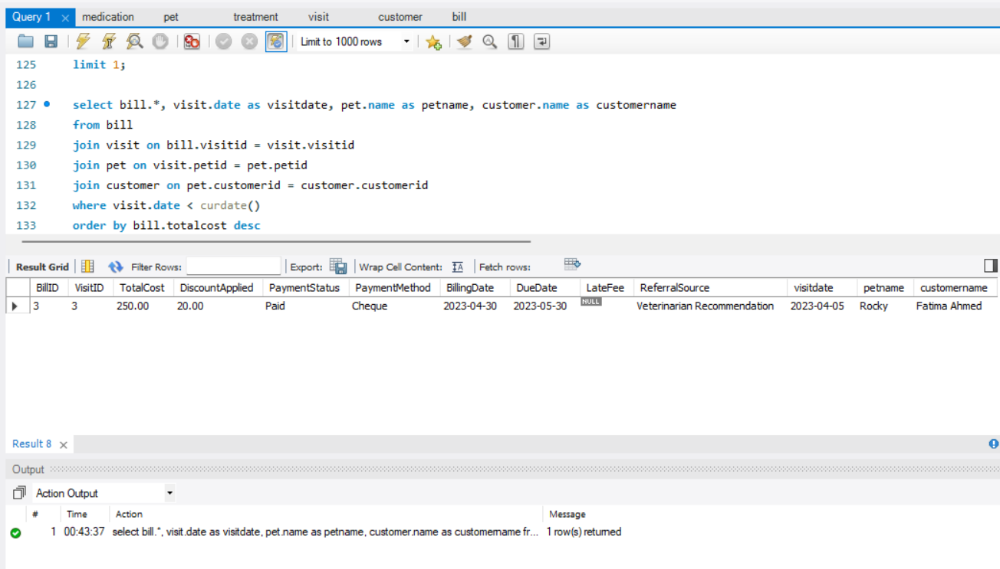 Query 1 × medication pet treatment visit customer bill
Limit to 1000 rows
125 limit 1;
126
127 select bill.*, visit.date as visitdate, pet.name as petname, customer.name as customername
128 from bill
129 join visit on bill.visitid = visit.visitid
130 join pet on visit.petid = pet.petid
131 join customer on pet.customerid = customer.customerid
132 where visit.date < curdate()
133 order by bill.totalcost desc
Result Grid Filter Rows: Export: Wrap Cell Content: IA Fetch rows:
BillID VisitID TotalCost DiscountApplied PaymentStatus PaymentMethod BillingDate DueDate LateFee ReferralSource visitdate petname customername
3 3 250.00 20.00 Paid Cheque 2023-04-30 2023-05-30 NULL Veterinarian Recommendation 2023-04-05 Rocky Fatima Ahmed
Result 8 ×
Output
Action Output
# Time Action Message
1 00:43:37 select bill.*, visit.date as visitdate, pet.name as petname, customer.name as customername fr... 1 row(s) returned